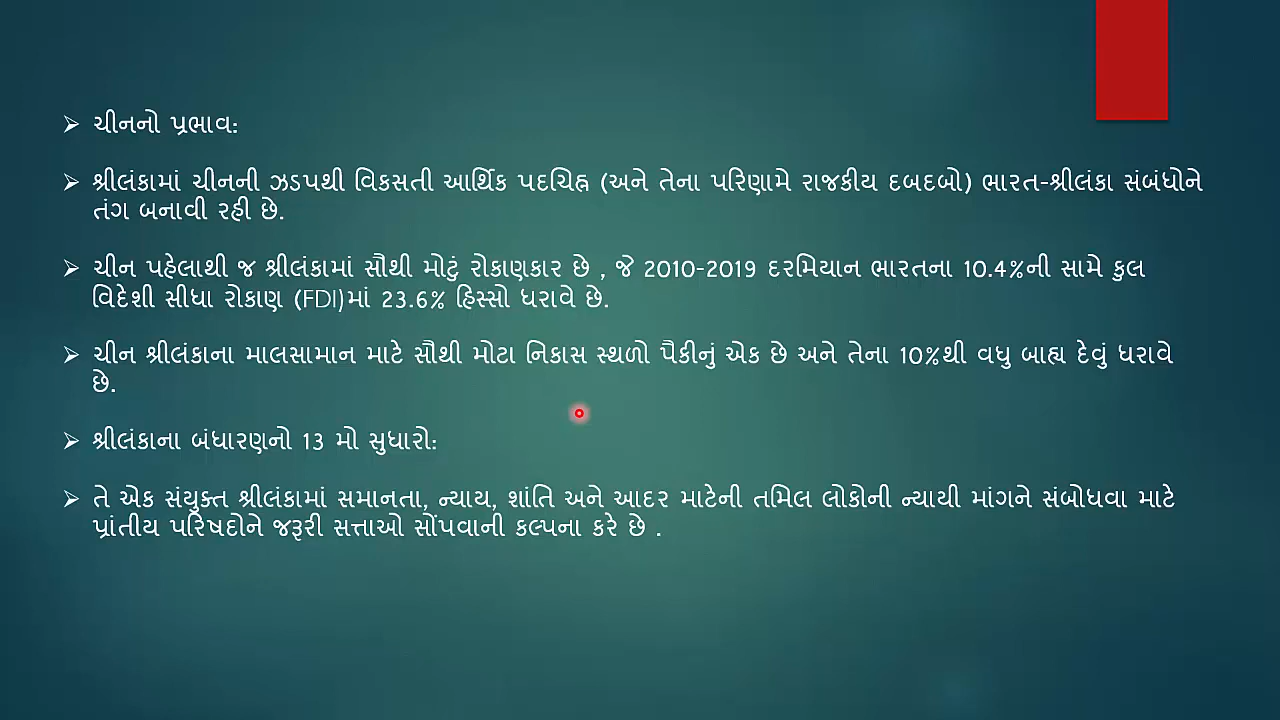 ચીનનો પ્રભાવ:
શ્રીલંકામાં ચીનની ઝડપથી વિકસતી આર્થિક પદચિહ્ન (અને તેના પરિણામે રાજકીય દબદબો) ભારત-શ્રીલંકા સંબંધોને
તંગ બનાવી રહી છે.
ચીન પહેલાથી જ શ્રીલંકામાં સૌથી મોટું રોકાણકાર છે , જે 2010-2019 દરમિયાન ભારતના 10.4%ની સામે કુલ
વિદેશી સીધા રોકાણ (FDI)માં 23.6% હિસ્સો ધરાવે છે.
ચીન શ્રીલંકાના માલસામાન માટે સૌથી મોટા નિકાસ સ્થળો પૈકીનું એક છે અને તેના 10%થી વધુ બાહ્ય દેવું ધરાવે
છે.
શ્રીલંકાના બંધારણનો 13 મો સુધારો:
તે એક સંયુક્ત શ્રીલંકામાં સમાનતા, ન્યાય, શાંતિ અને આદર માટેની તમિલ લોકોની ન્યાયી માંગને સંબોધવા માટે
પ્રાંતીય પરિષદોને જરૂરી સત્તાઓ સોંપવાની કલ્પના કરે છે .